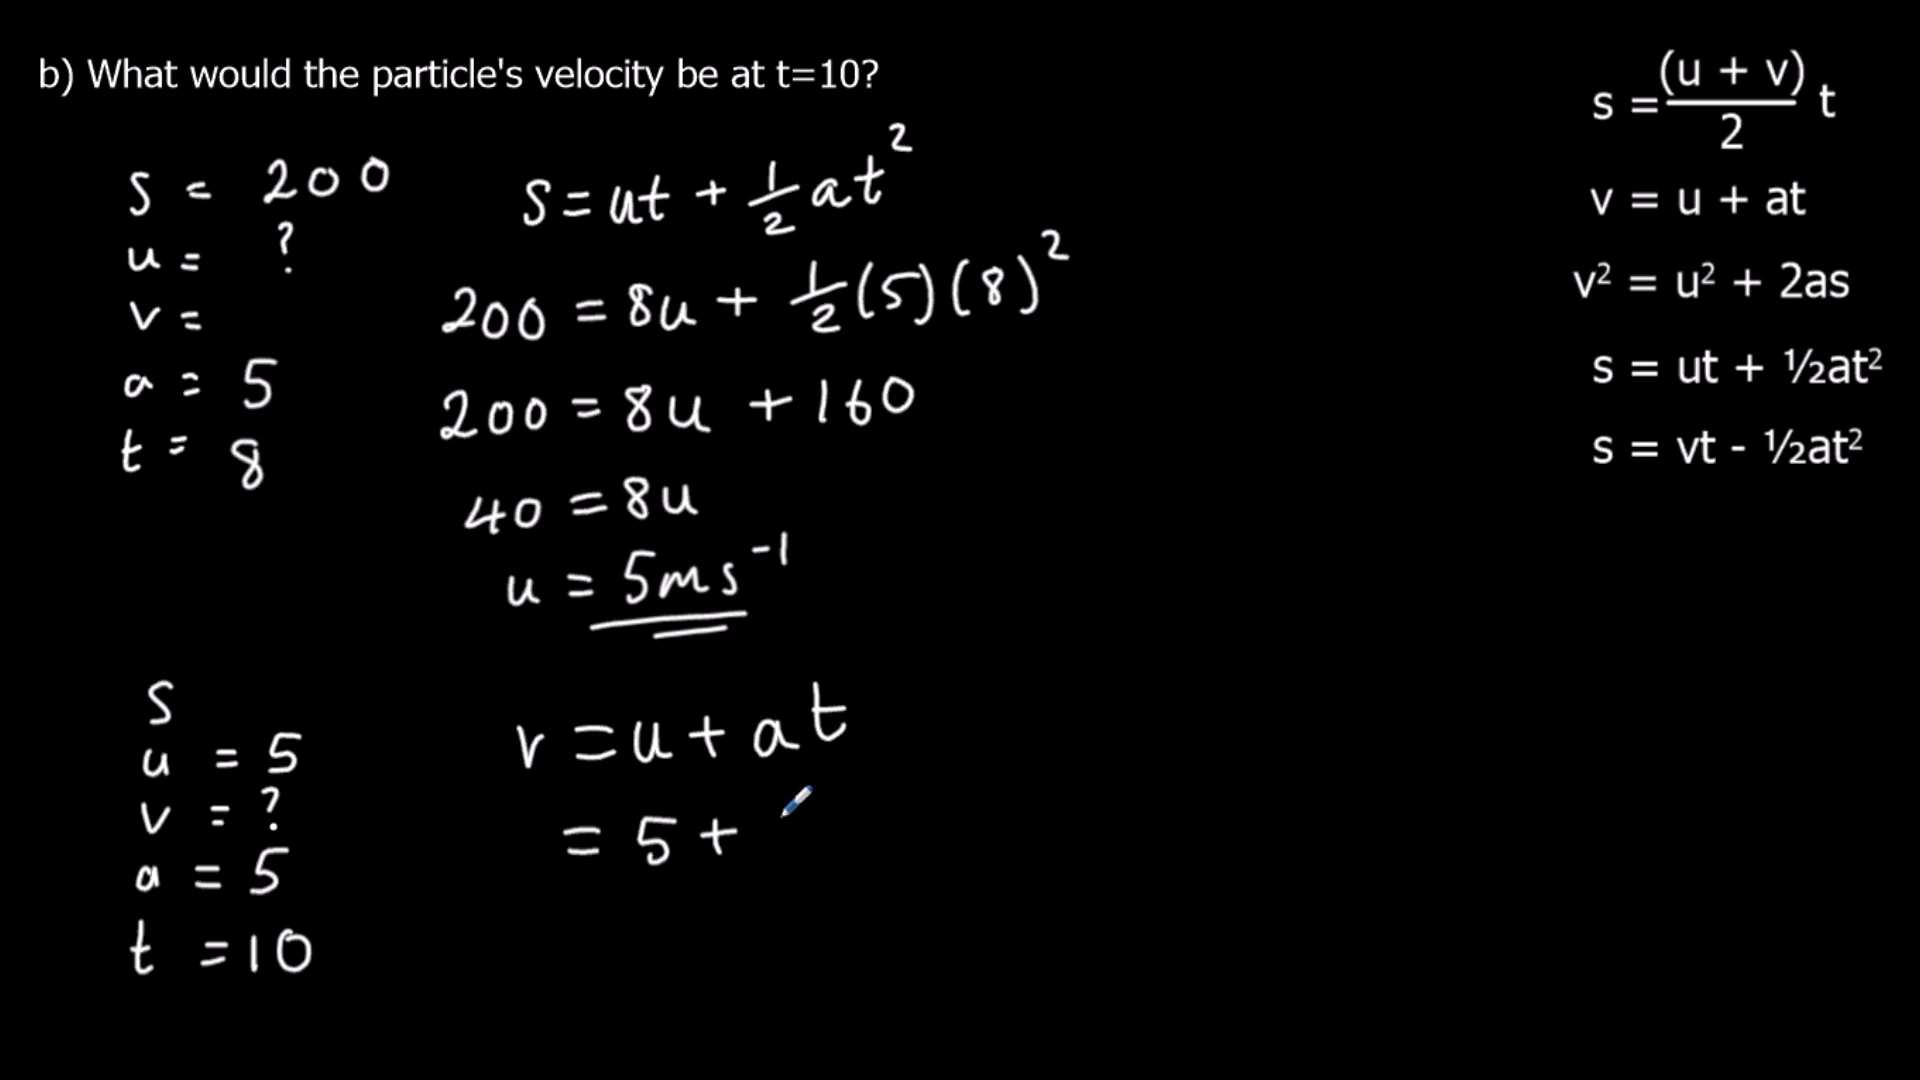 b) What would the particle's velocity be at t=10?
s = 200
u = ?
v =
a = 5
t = 8
s = ut + ½at²
200 = 8u + ½(5)(8)²
200 = 8u + 160
40 = 8u
u = 5ms⁻¹
s
u = 5
v = ?
a = 5
t = 10
v = u + at
= 5 +
s = (u + v)/2 t
v = u + at
v² = u² + 2as
s = ut + ½at²
s = vt - ½at²